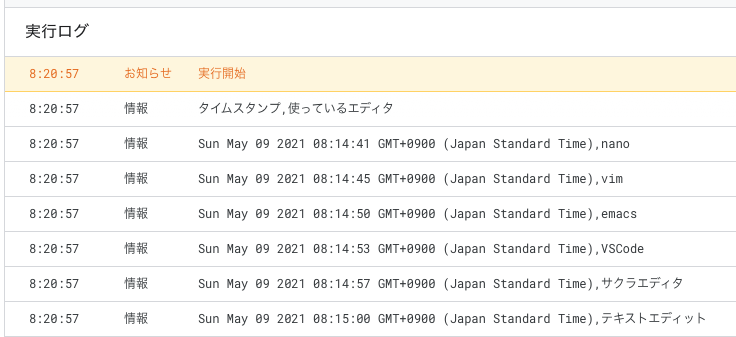 実行ログ
8:20:57 お知らせ 実行開始
8:20:57 情報 タイムスタンプ,使っているエディタ
8:20:57 情報 Sun May 09 2021 08:14:41 GMT+0900 (Japan Standard Time),nano
8:20:57 情報 Sun May 09 2021 08:14:45 GMT+0900 (Japan Standard Time),vim
8:20:57 情報 Sun May 09 2021 08:14:50 GMT+0900 (Japan Standard Time),emacs
8:20:57 情報 Sun May 09 2021 08:14:53 GMT+0900 (Japan Standard Time),VSCode
8:20:57 情報 Sun May 09 2021 08:14:57 GMT+0900 (Japan Standard Time),サクラエディタ
8:20:57 情報 Sun May 09 2021 08:15:00 GMT+0900 (Japan Standard Time),テキストエディット